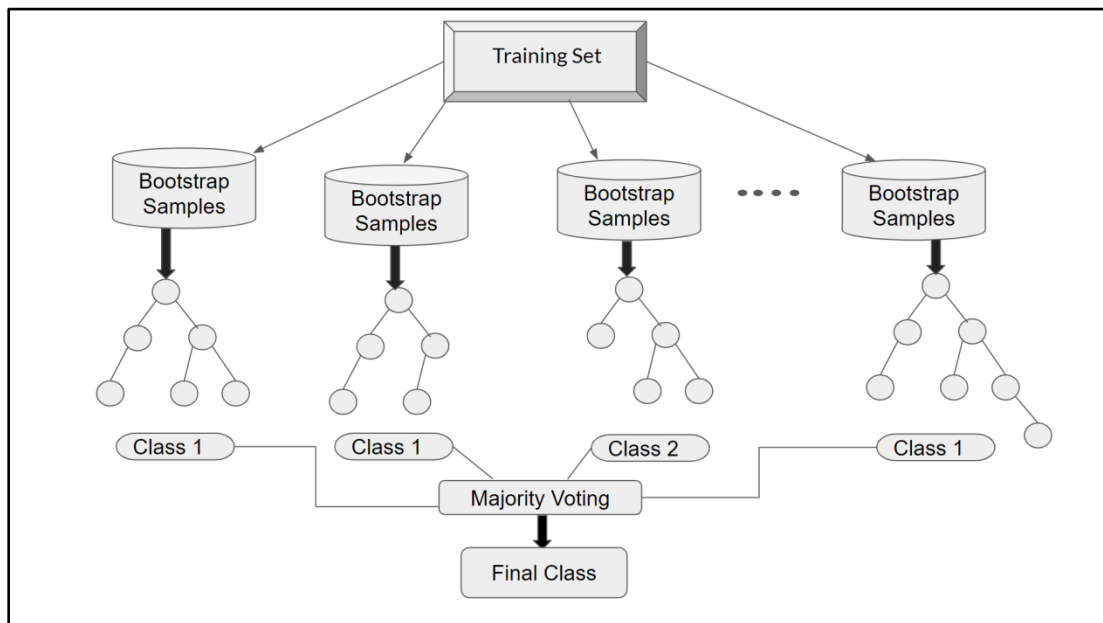 Training Set
Bootstrap
Samples
Bootstrap
Samples
Bootstrap
Samples
Bootstrap
Samples
Class 1
Class 1
Class 2
Class 1
Majority Voting
Final Class